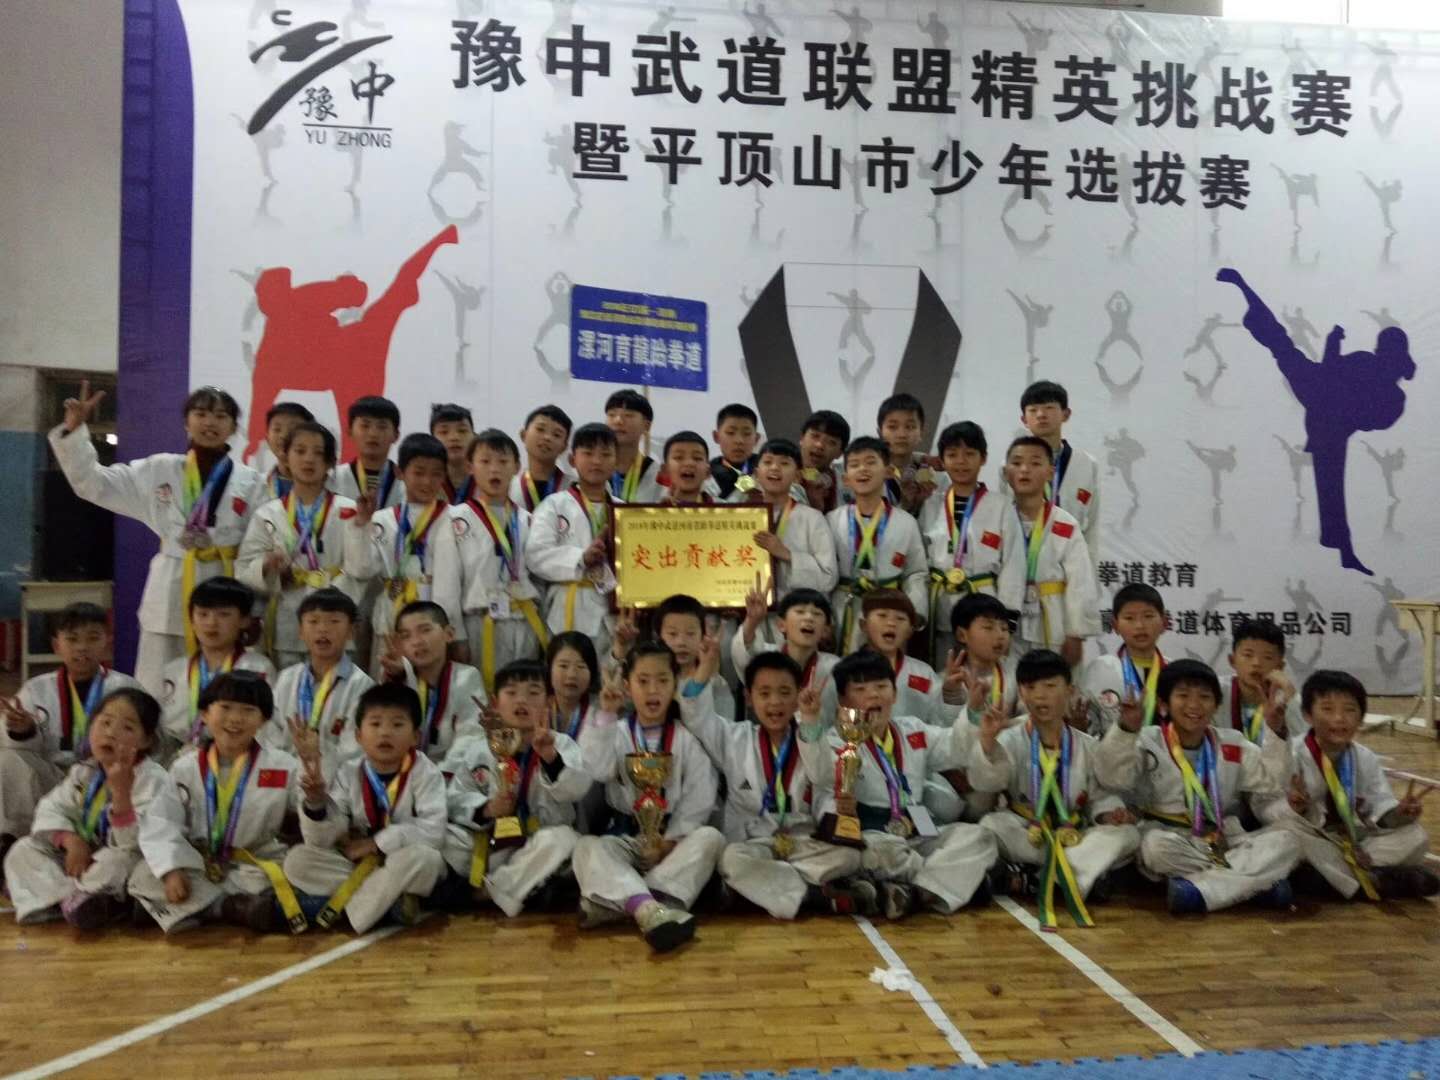 豫中武道联盟精英挑战赛
豫中
YU ZHONG
暨平顶山市少年选拔赛
漯河育龍跆拳道
突出贡献奖
拳道教育
拳道体育用品公司